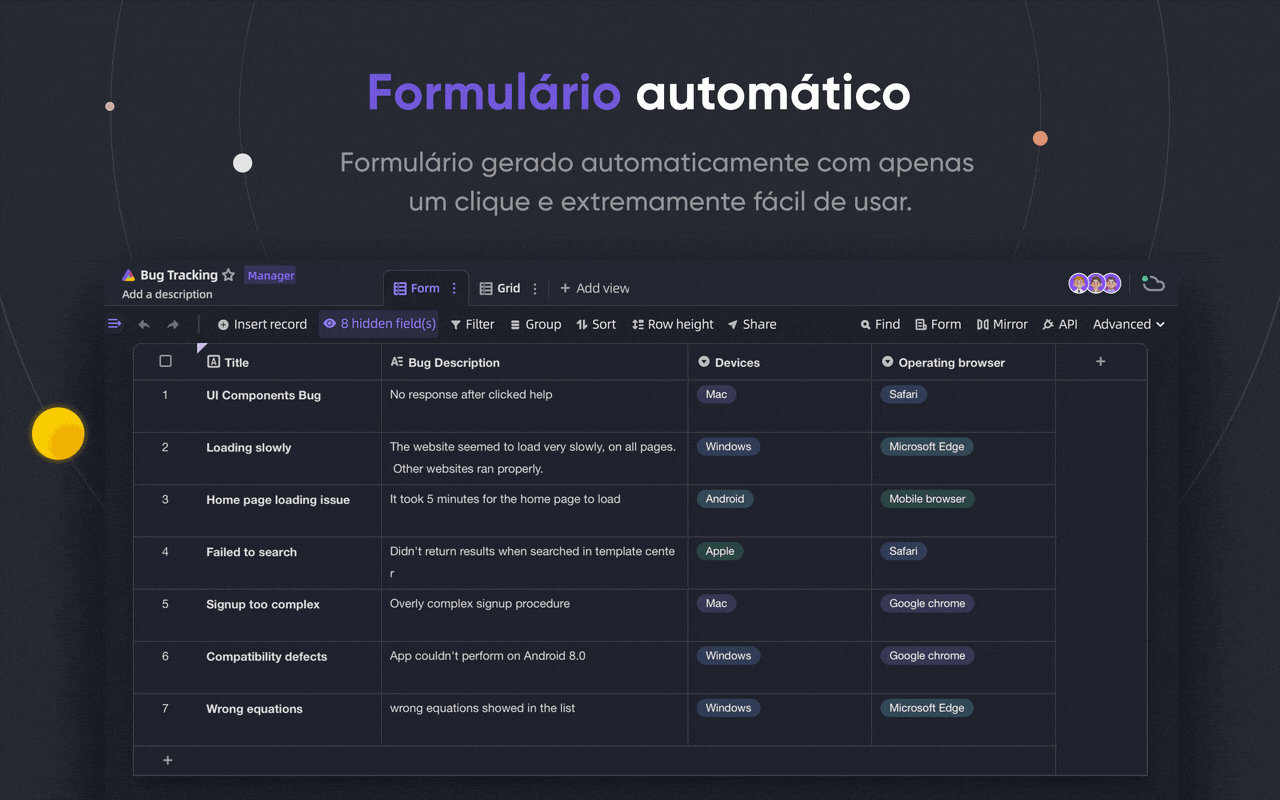 Formulário automático
Formulário gerado automaticamente com apenas
um clique e extremamente fácil de usar.
Bug Tracking Manager
Add a description
Form Grid Add view
Insert record 8 hidden field(s) Filter Group Sort Row height Share Find Form Mirror API Advanced
Title Bug Description Devices Operating browser
1 UI Components Bug No response after clicked help Mac Safari
2 Loading slowly The website seemed to load very slowly, on all pages. Windows Microsoft Edge
Other websites ran properly.
3 Home page loading issue It took 5 minutes for the home page to load Android Mobile browser
4 Failed to search Didn't return results when searched in template cente Apple Safari
r
5 Signup too complex Overly complex signup procedure Mac Google chrome
6 Compatibility defects App couldn't perform on Android 8.0 Windows Google chrome
7 Wrong equations wrong equations showed in the list Windows Microsoft Edge